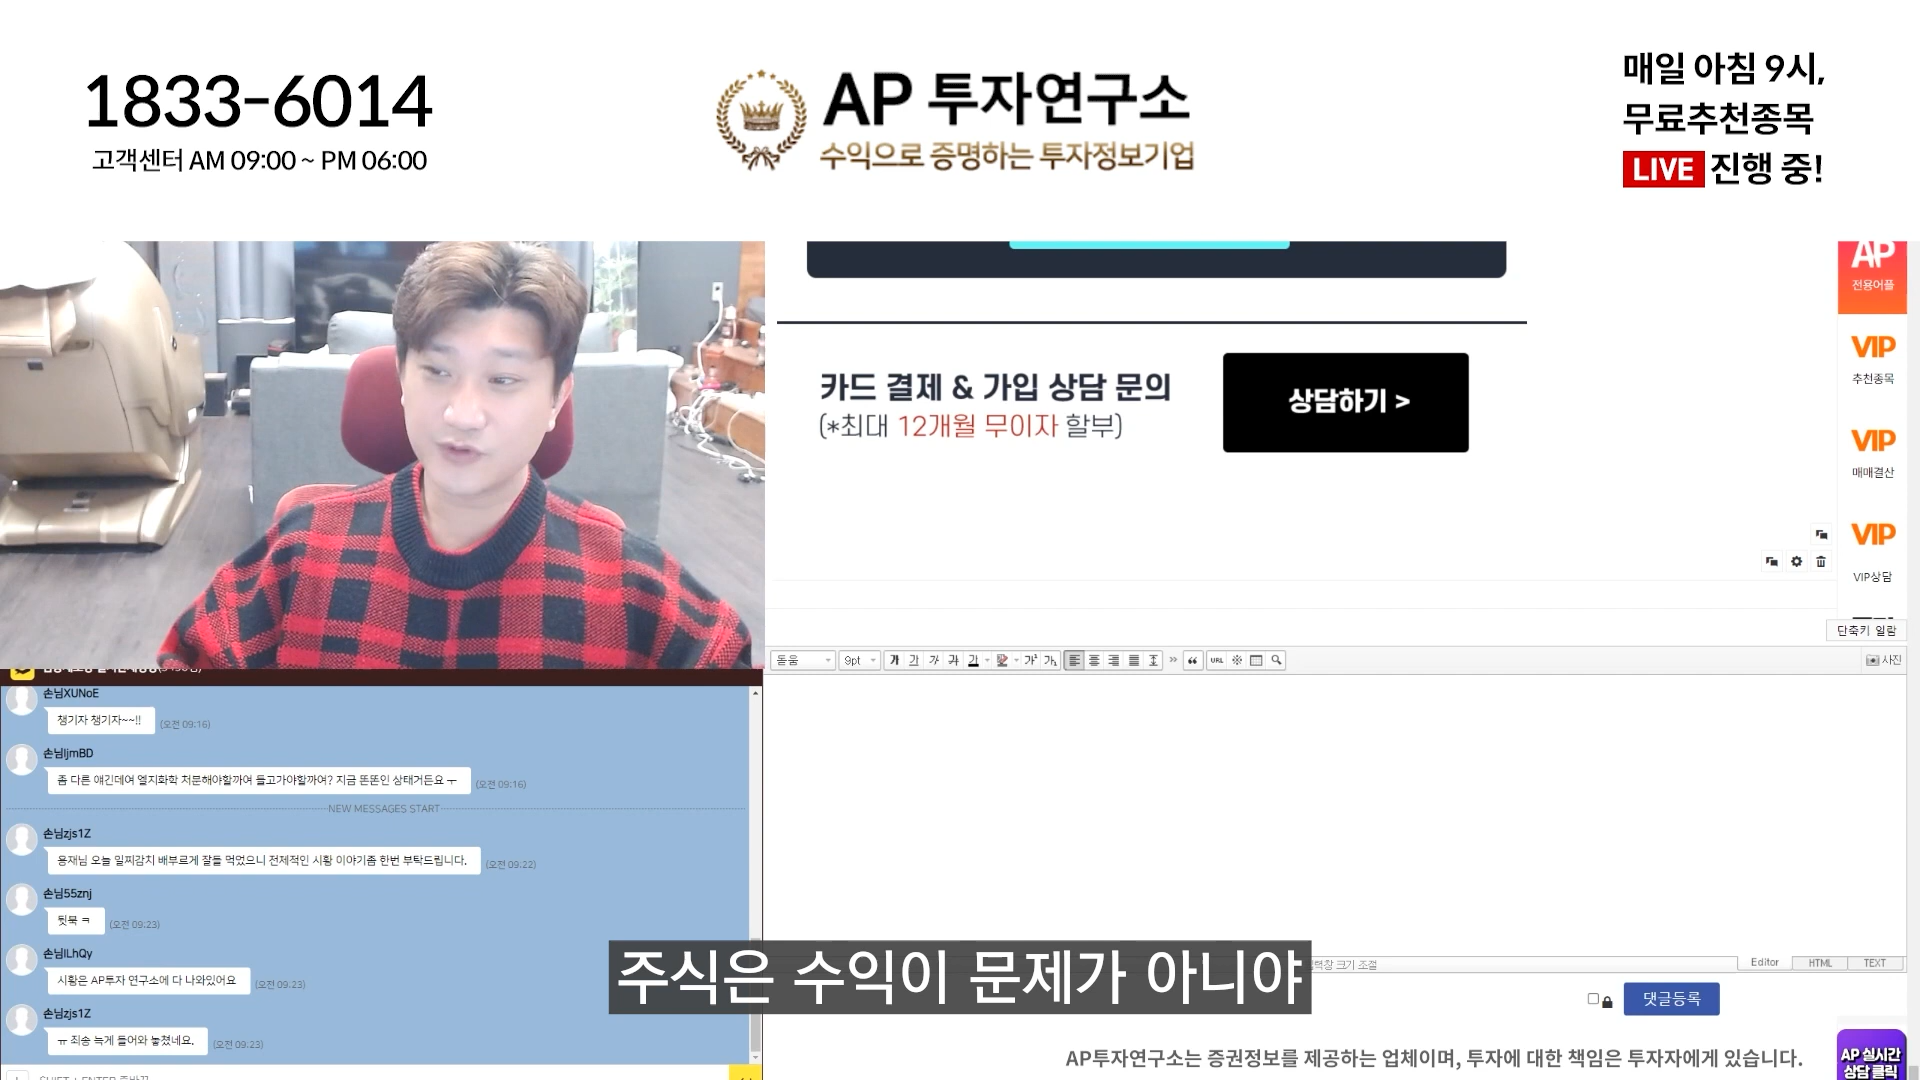 1833-6014
고객센터 AM 09:00 ~ PM 06:00
AP 투자연구소
수익으로 증명하는 투자정보기업
매일 아침 9시,
무료추천종목
LIVE 진행 중!
AP
전용어플
VIP
추천종목
VIP
매매결산
VIP
VIP상담
단축키 일람
카드 결제 & 가입 상담 문의
(*최대 12개월 무이자 할부)
상담하기 >
돋움
9pt
URL
사진
손님XUNoE
챙기자 챙기자~~!! (오전 09:16)
손님ljmBD
좀 다른 얘긴데여 엘지화학 처분해야할까여 들고가야할까여? 지금 똔똔인 상태거든요 ㅜ (오전 09:16)
NEW MESSAGES START
손님zjs1Z
용재님 오늘 일찌감치 배부르게 잘들 먹었으니 전제적인 시황 이야기좀 한번 부탁드립니다. (오전 09:22)
손님55znj
뒷북 ㅋ (오전 09:23)
손님lLhQy
시황은 AP투자 연구소에 다 나와있어요 (오전 09:23)
손님zjs1Z
ㅠ 죄송 늑게 들어와 놓쳤네요. (오전 09:23)
주식은 수익이 문제가 아니야
크기 조절
Editor HTML TEXT
댓글등록
AP투자연구소는 증권정보를 제공하는 업체이며, 투자에 대한 책임은 투자자에게 있습니다.
AP 실시간
상담 클릭